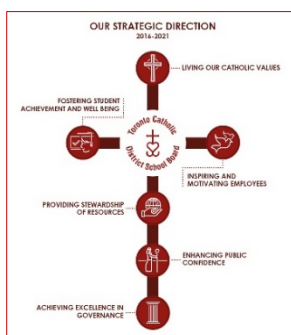 OUR STRATEGIC DIRECTION
2016-2021
LIVING OUR CATHOLIC VALUES
FOSTERING STUDENT
ACHIEVEMENT AND WELL BEING
Toronto Catholic
District School Board
INSPIRING AND
MOTIVATING EMPLOYEES
PROVIDING STEWARDSHIP
OF RESOURCES
ENHANCING PUBLIC
CONFIDENCE
ACHIEVING EXCELLENCE IN
GOVERNANCE